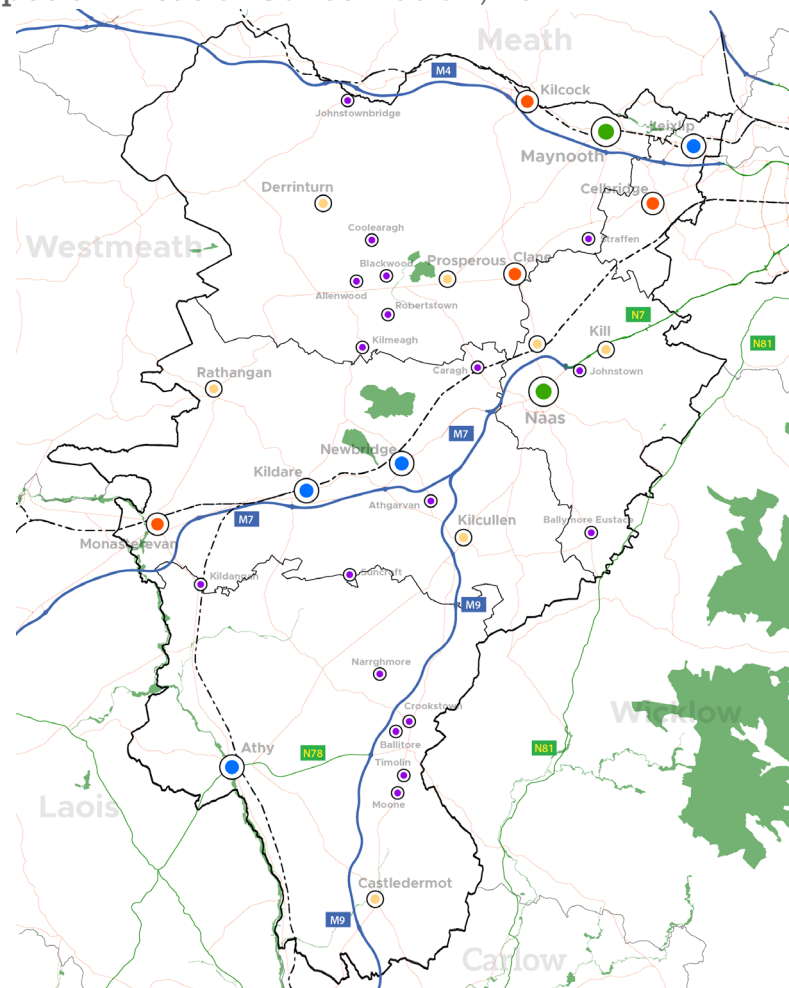 Meath
M4
Kilcock
Johnstownbridge
Leixlip
Maynooth
Derrinturn
Celbridge
Coolearagh
Straffen
Westmeath
Blackwood
Prosperous
Clane
Allenwood
Robertstown
N7
Kill
N81
Kilmeagh
Caragh
Johnstown
Rathangan
Naas
M7
Newbridge
Kildare
Athgarvan
M7
Kilcullen
Ballymore Eustace
Monasterevan
Kildangan
Suncroft
M9
Narrghmore
Crookstown
Wicklow
Ballitore
Athy
N78
N81
Timolin
Moone
Laois
Castledermot
M9
Carlow